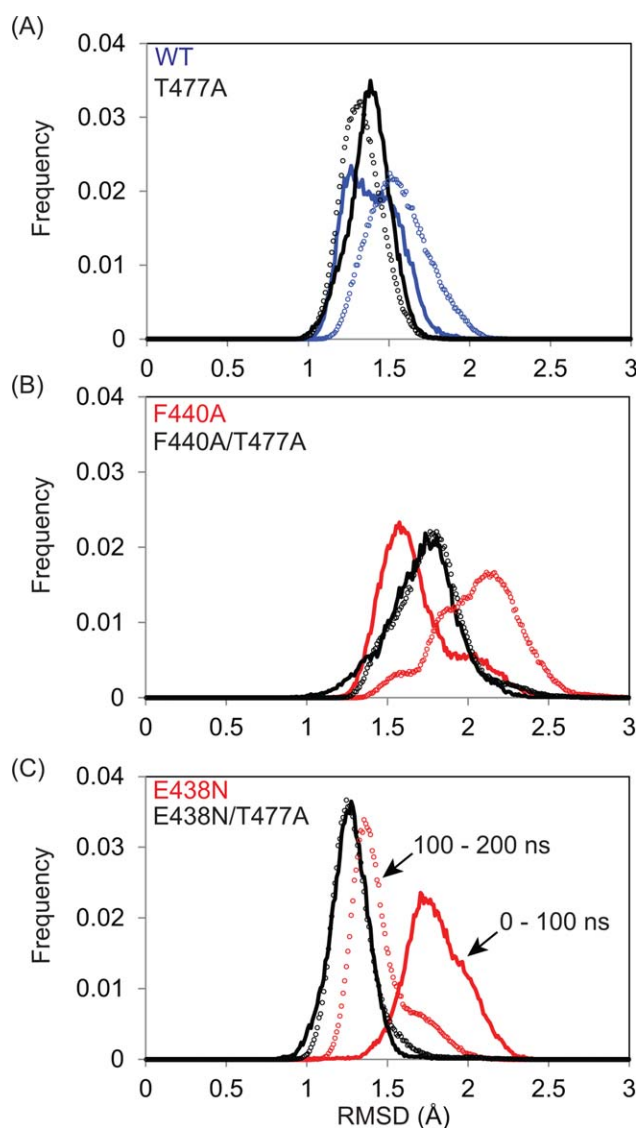 (A)
0.04
WT
T477A
0.03
Frequency
0.02
0.01
0
0 0.5 1 1.5 2 2.5 3
(B)
0.04
F440A
F440A/T477A
0.03
Frequency
0.02
0.01
0
0 0.5 1 1.5 2 2.5 3
(C)
0.04
E438N
E438N/T477A
0.03
100 - 200 ns
Frequency
0.02
0 - 100 ns
0.01
0
0 0.5 1 1.5 2 2.5 3
RMSD (Å)